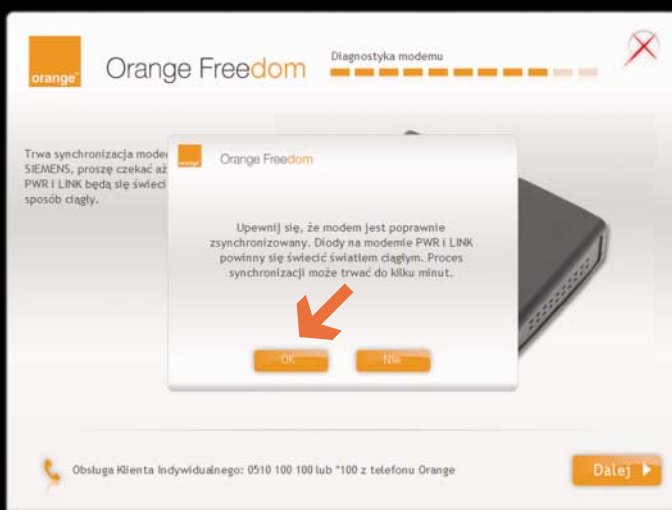 orange
Orange Freedom
Diagnostyka modemu
Trwa synchronizacja
SIEMENS, proszę czekać aż
PWR i LINK będą się
sposób ciągły.
orange
Orange Freedom
Upewnij się, że modem jest poprawnie
zsynchronizowany. Diody na modemie PWR i LINK
powinny się świecić światłem ciągłym. Proces
synchronizacji może trwać do kilku minut.
OK
Nie
Obsługa Klienta Indywidualnego: 0510 100 100 lub *100 z telefonu Orange
Dalej